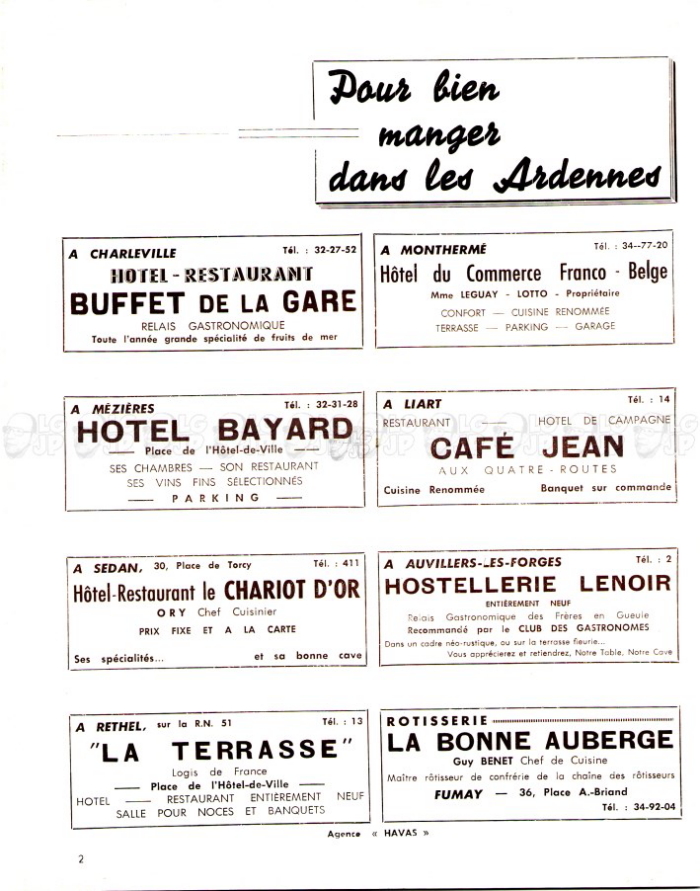 Pour bien
manger
dans les Ardennes
A CHARLEVILLE Tél. : 32-27-52
HOTEL-RESTAURANT
BUFFET DE LA GARE
RELAIS GASTRONOMIQUE
Toute l'année grande spécialité de fruits de mer
A MONTHERMÉ Tél. : 34--77-20
Hôtel du Commerce Franco - Belge
Mme LEGUAY - LOTTO - Propriétaire
CONFORT — CUISINE RENOMMÉE
TERRASSE — PARKING — GARAGE
A MÉZIÈRES Tél. : 32-31-28
HOTEL BAYARD
— Place de l'Hôtel-de-Ville —
SES CHAMBRES — SON RESTAURANT
SES VINS FINS SÉLECTIONNÉS
— PARKING —
A LIART Tél. : 14
RESTAURANT — HOTEL DE CAMPAGNE
CAFÉ JEAN
AUX QUATRE-ROUTES
Cuisine Renommée Banquet sur commande
A SEDAN, 30, Place de Torcy Tél. : 411
Hôtel-Restaurant le CHARIOT D'OR
ORY Chef Cuisinier
PRIX FIXE ET A LA CARTE
Ses spécialités... et sa bonne cave
A AUVILLERS-LES-FORGES Tél. : 2
HOSTELLERIE LENOIR
ENTIÈREMENT NEUF
Relais Gastronomique des Frères en Gueule
Recommandé par le CLUB DES GASTRONOMES
Dans un cadre néo-rustique, ou sur la terrasse fleurie...
Vous apprécierez et retiendrez, Notre Table, Notre Cave
A RETHEL, sur la R.N. 51 Tél. : 13
"LA TERRASSE"
Logis de France
— Place de l'Hôtel-de-Ville —
HOTEL — RESTAURANT ENTIÈREMENT NEUF
SALLE POUR NOCES ET BANQUETS
ROTISSERIE
LA BONNE AUBERGE
Guy BENET Chef de Cuisine
Maître rôtisseur de confrérie de la chaîne des rôtisseurs
FUMAY — 36, Place A.-Briand
Tél. : 34-92-04
Agence « HAVAS »
2